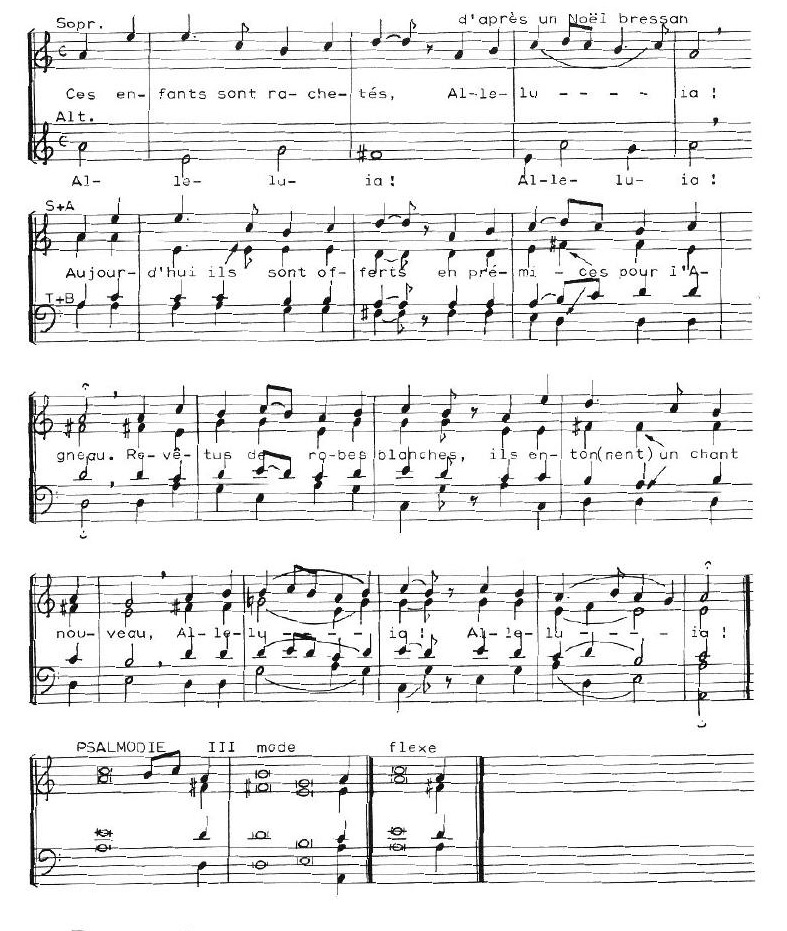 Sopr. d'après un Noël bressan
Ces en- fants sont ra- che- tés, Al-le- lu - - - - ia !
Alt.
Al- le- lu- ia ! Al-le- lu- ia !
S+A
Aujour- d'hui ils sont of- ferts en pré- mi - ces pour l'A-
T+B
gneau. Re- vê- tus de ro- bes blanches, ils en- ton(nent) un chant
nou- veau, Al- le- lu - - - - ia ! Al- le- lu - - - - ia !
PSALMODIE III mode flexe